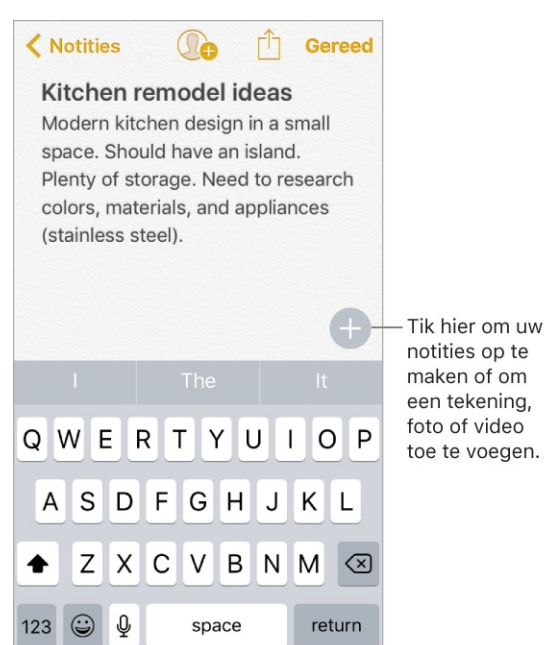 Notities
Gereed
Kitchen remodel ideas
Modern kitchen design in a small
space. Should have an island.
Plenty of storage. Need to research
colors, materials, and appliances
(stainless steel).
Tik hier om uw
notities op te
maken of om
een tekening,
foto of video
toe te voegen.
I The It
Q W E R T Y U I O P
A S D F G H J K L
Z X C V B N M
123 space return